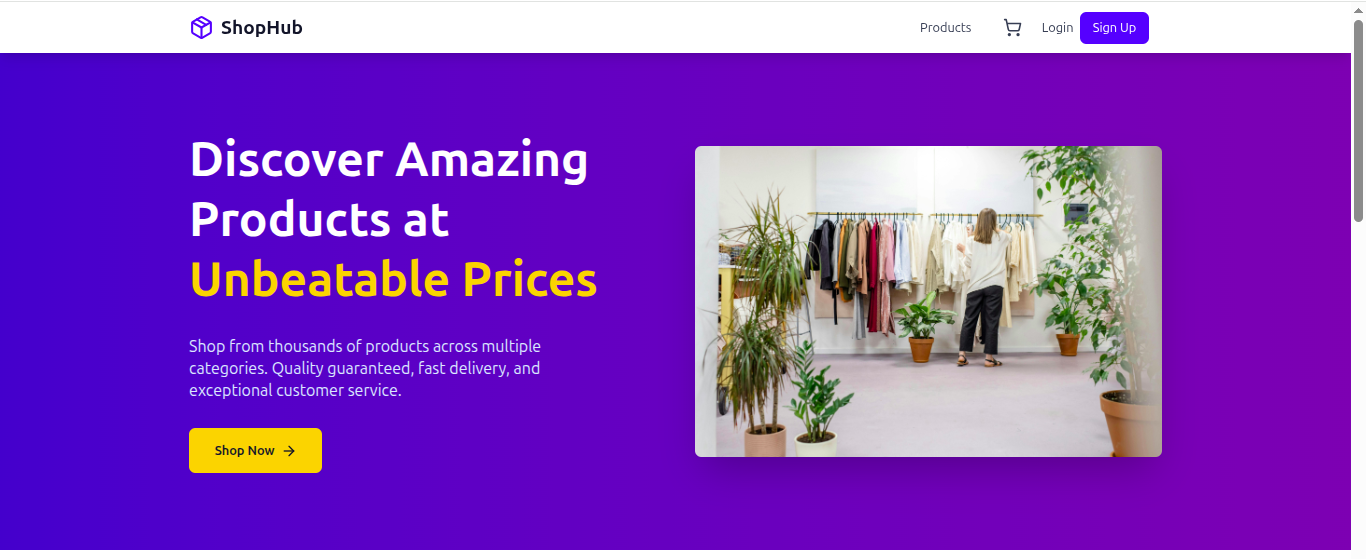 ShopHub
Products
Login
Sign Up
Discover Amazing
Products at
Unbeatable Prices
Shop from thousands of products across multiple
categories. Quality guaranteed, fast delivery, and
exceptional customer service.
Shop Now